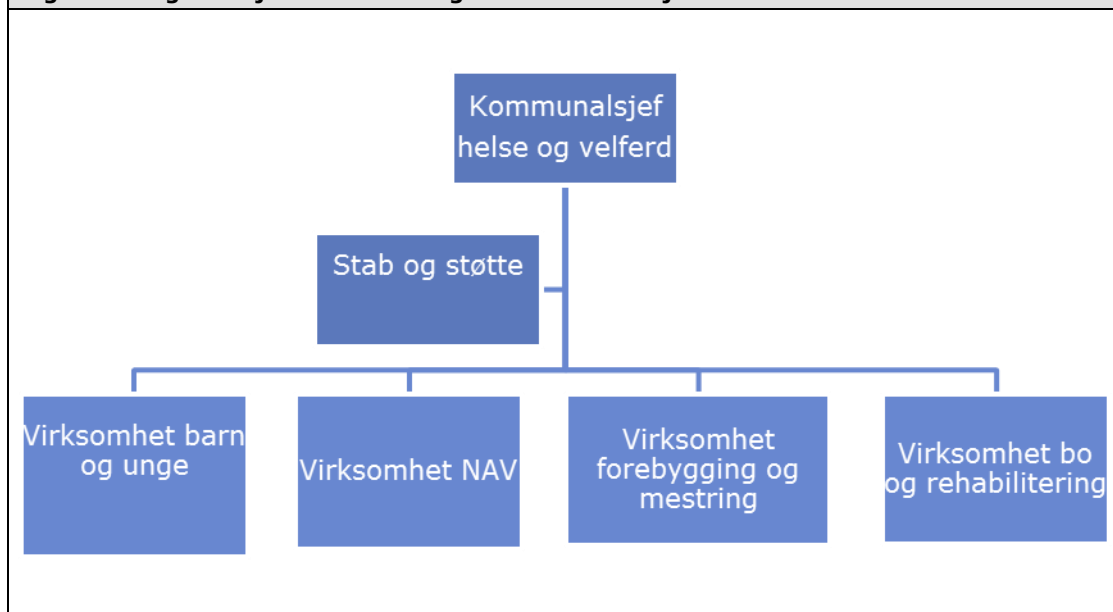 Kommunalsjef
helse og velferd
Stab og støtte
Virksomhet barn
og unge
Virksomhet NAV
Virksomhet
forebygging og
mestring
Virksomhet bo
og rehabilitering